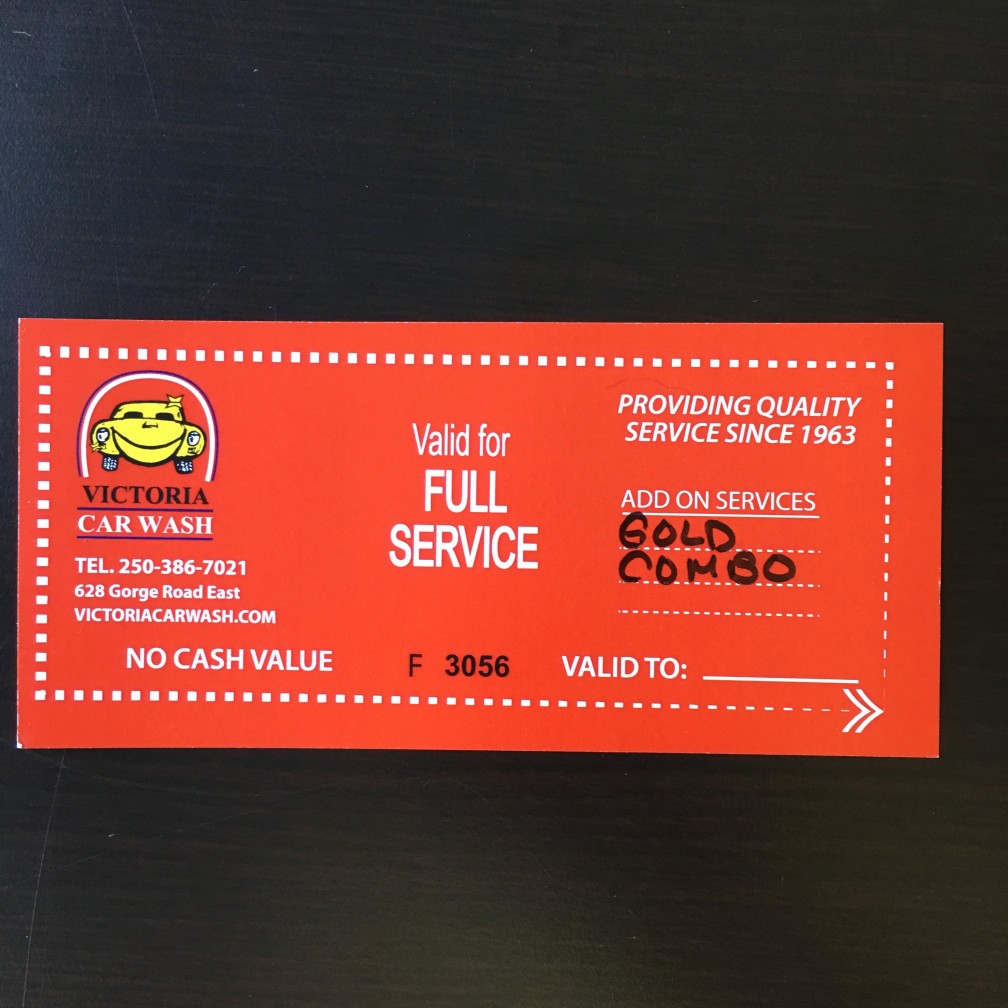 VICTORIA
CAR WASH
TEL. 250-386-7021
628 Gorge Road East
VICTORIACARWASH.COM
NO CASH VALUE
Valid for
FULL
SERVICE
F 3056
PROVIDING QUALITY
SERVICE SINCE 1963
ADD ON SERVICES
GOLD
COMBO
VALID TO: